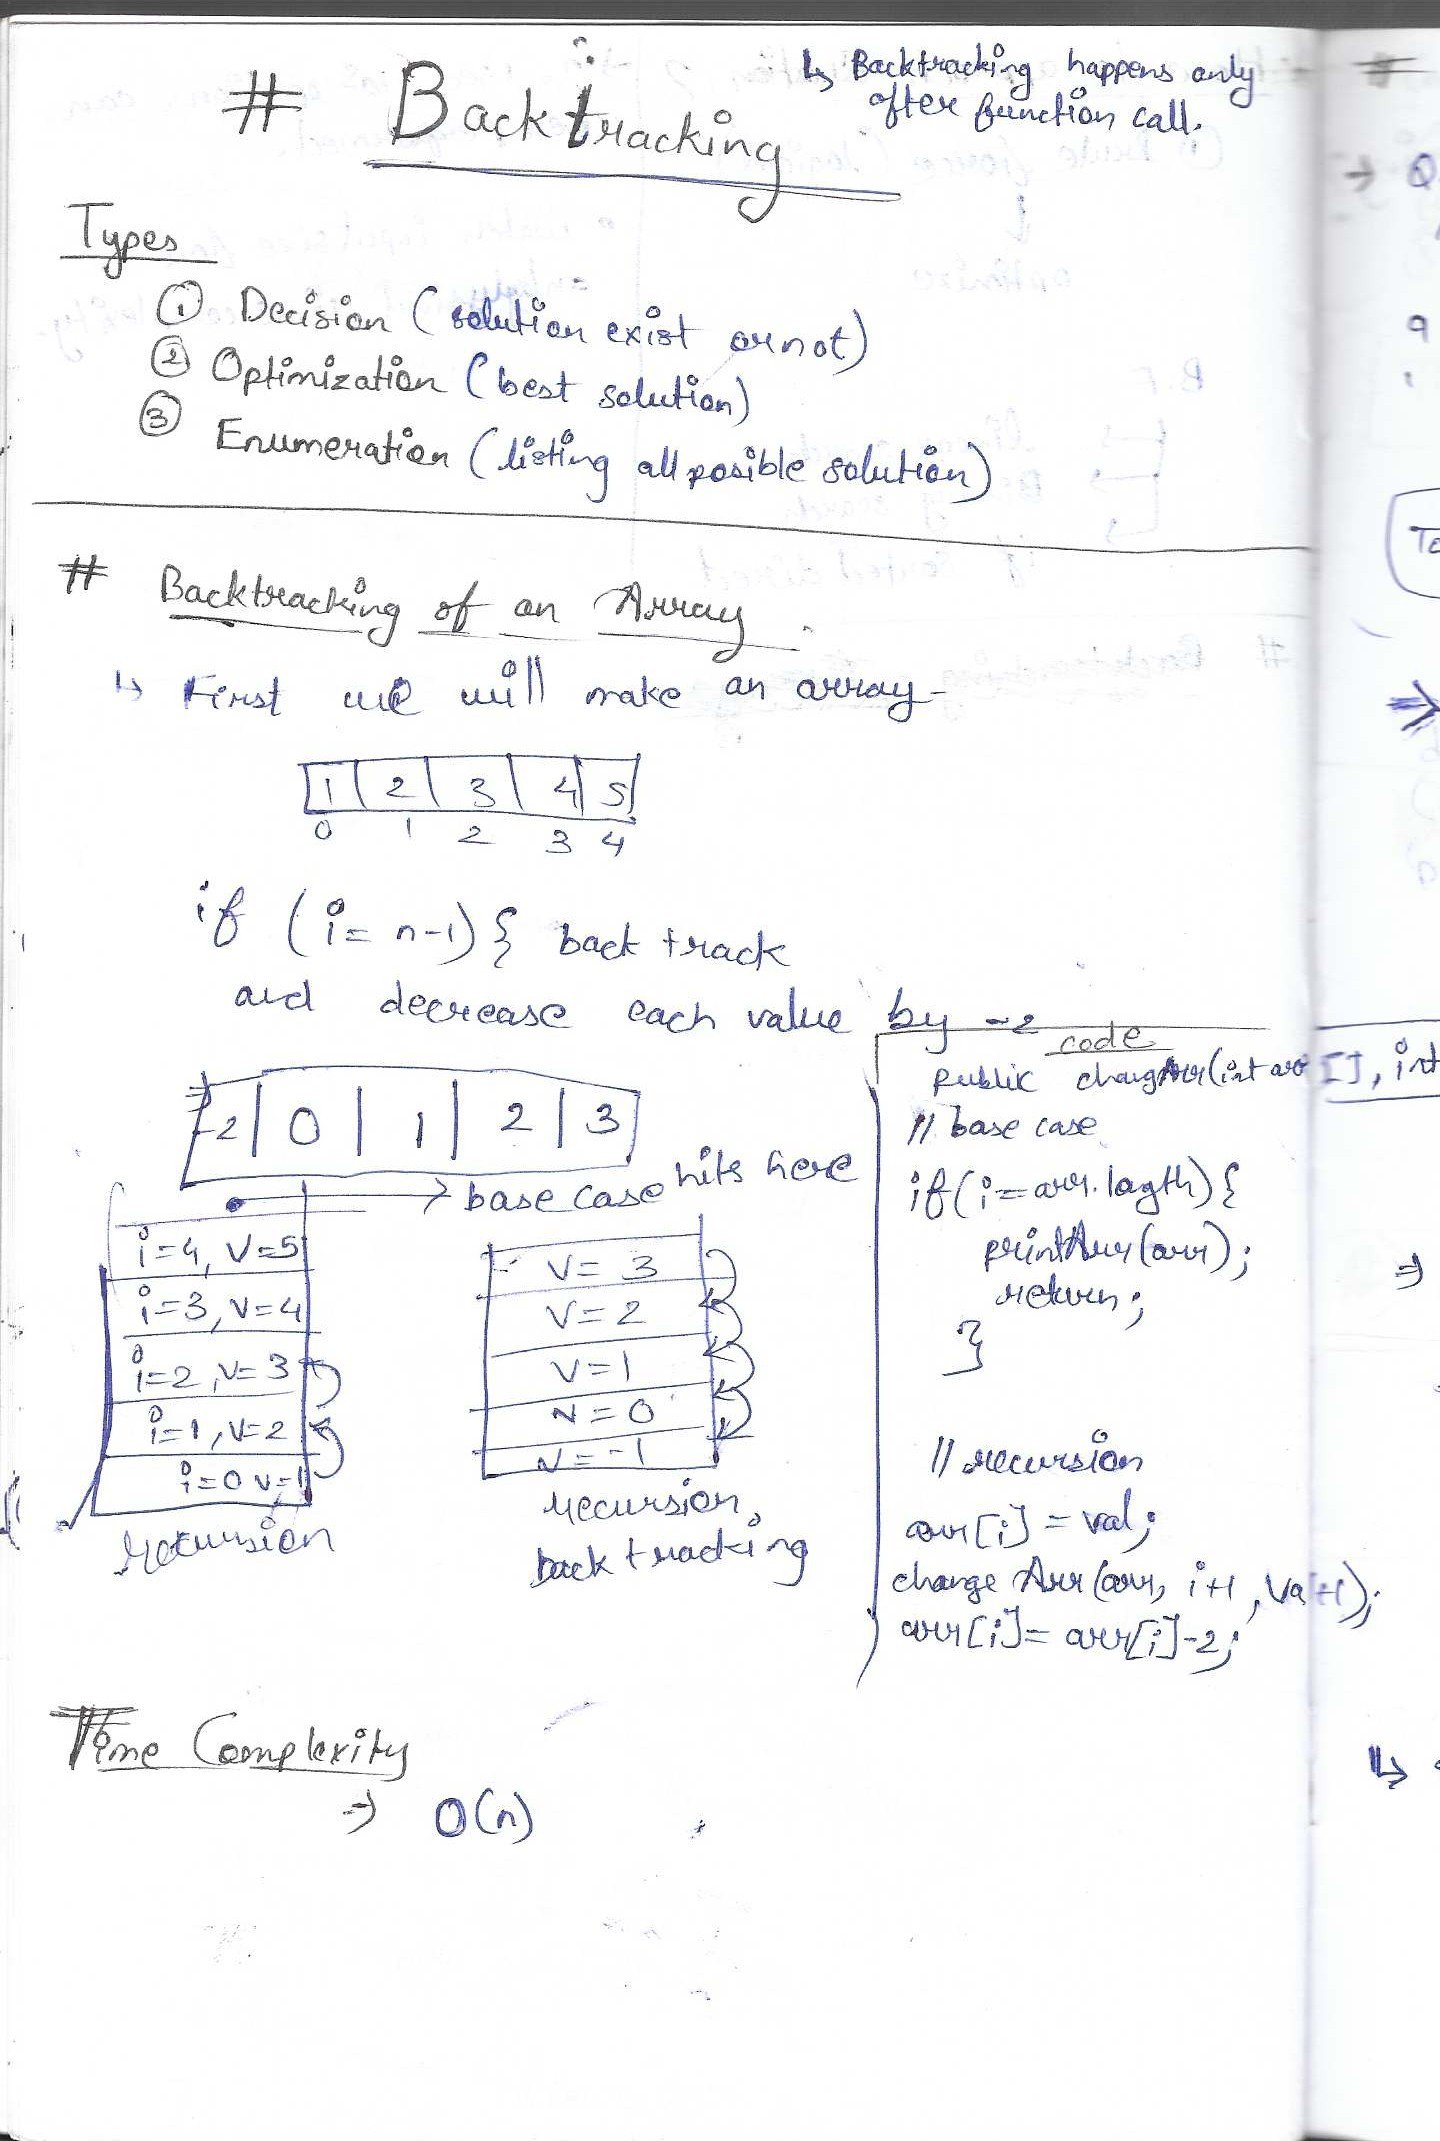 # Backtracking
↳ Backtracking happens only
after function call.
Types
① Decision (solution exist or not)
② Optimization (best solution)
③ Enumeration (listing all posible solution)
# Backtracking of an Array.
↳ First we will make an array-
1 2 3 4 5
0 1 2 3 4
if (i= n-1){ back track
and decrease each value by -2
-2 0 1 2 3
→ base case hits here
i=4, V=5
i=3, V=4
i=2, V=3
i=1, V=2
i=0 V=1
recursion
V= 3
V=2
V=1
V=0
V=-1
recursion
backtracking
code
public changArr(int arr[], int
// base case
if(i=arr.lagth){
printArr(arr);
return;
}
// recursion
arr[i] = val;
change Arr(arr, i+1, Va+1);
arr[i]= arr[i]-2;
Time Complexity
⇒ O(n)